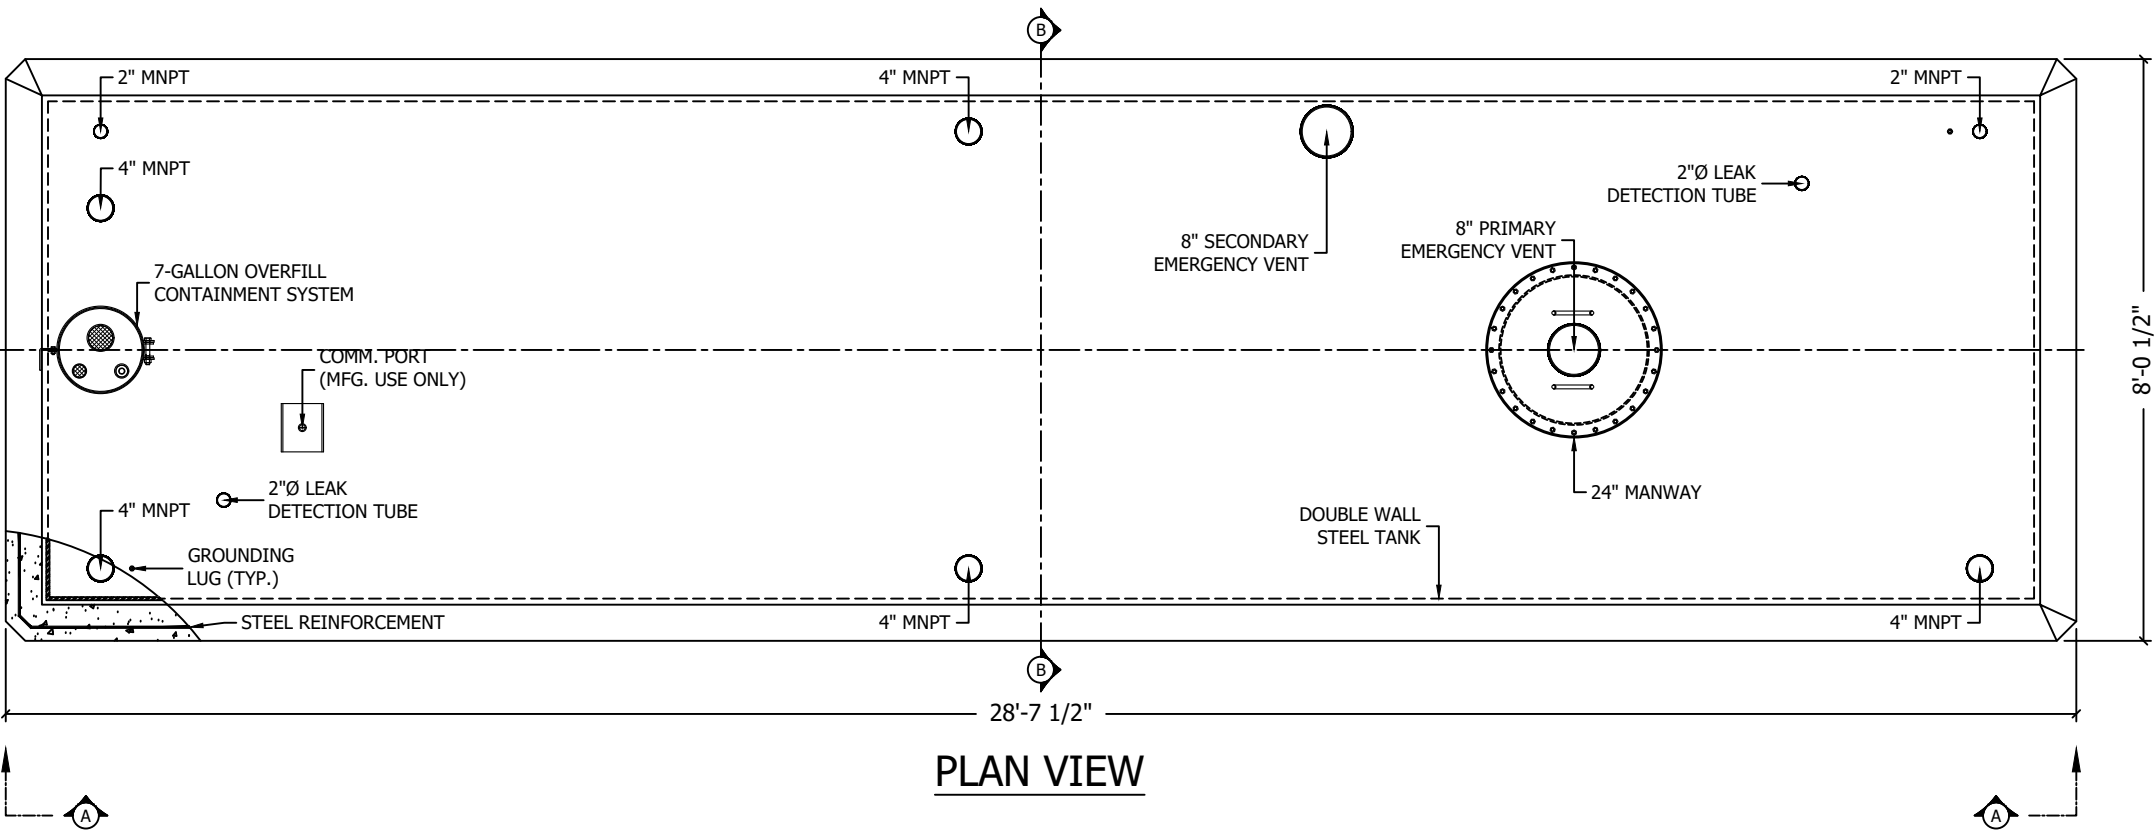 B
2" MNPT
4" MNPT
2" MNPT
4" MNPT
2"Ø LEAK
DETECTION TUBE
8" SECONDARY
EMERGENCY VENT
8" PRIMARY
EMERGENCY VENT
7-GALLON OVERFILL
CONTAINMENT SYSTEM
COMM. PORT
(MFG. USE ONLY)
8'-0 1/2"
2"Ø LEAK
DETECTION TUBE
24" MANWAY
4" MNPT
DOUBLE WALL
STEEL TANK
GROUNDING
LUG (TYP.)
STEEL REINFORCEMENT
4" MNPT
4" MNPT
B
28'-7 1/2"
PLAN VIEW
A
A